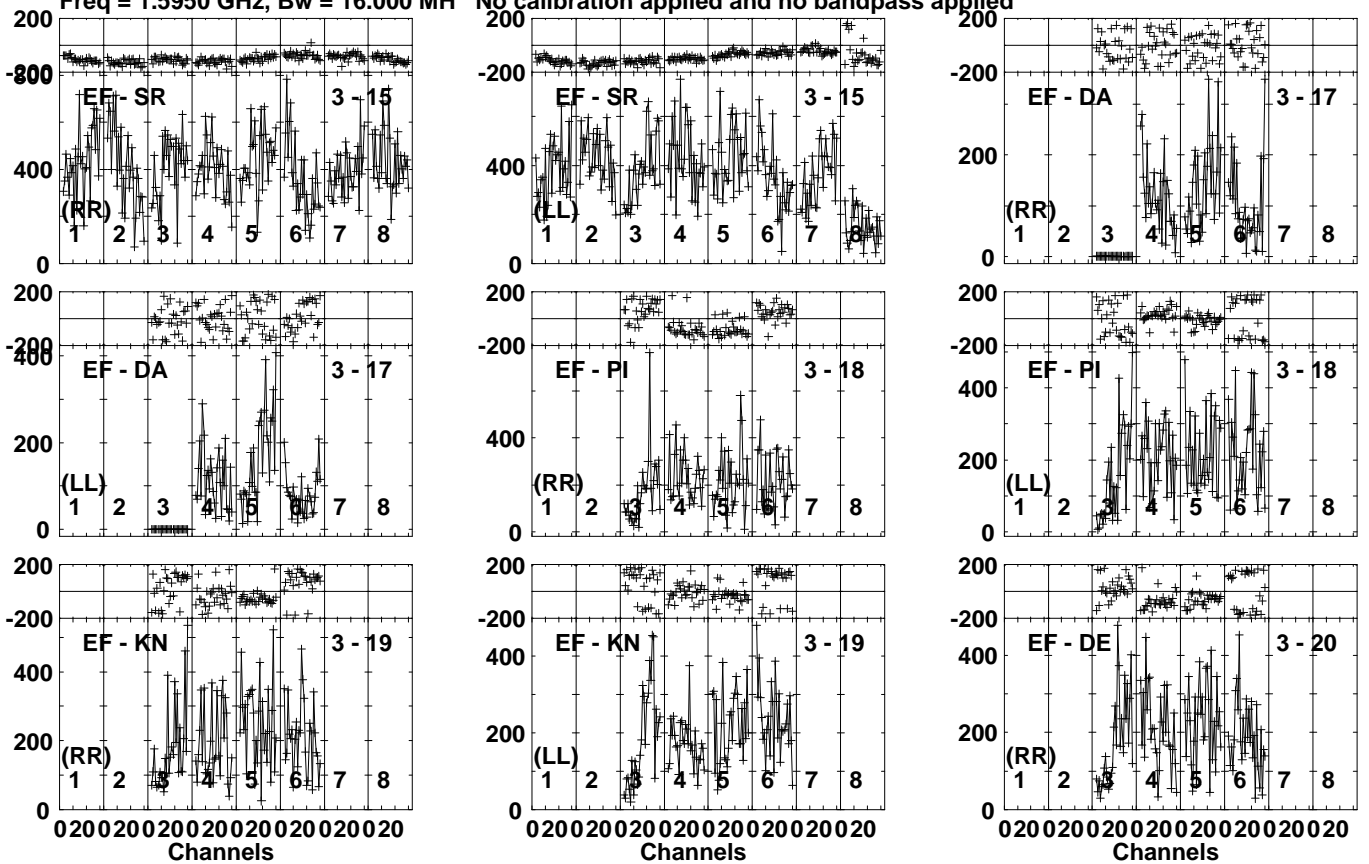 Freq = 1.5950 GHz, Bw = 16.000 MH No calibration applied and no bandpass applied
200 200 200
-200 -200 -200
800
EF - SR 3 - 15 EF - SR 3 - 15 EF - DA 3 - 17
400 400 200
(RR) (LL) (RR)
1 2 3 4 5 6 7 8 1 2 3 4 5 6 7 8 1 2 3 4 5 6 7 8
0 0 0
200 200 200
-200 -200 -200
400
EF - DA 3 - 17 EF - PI 3 - 18 EF - PI 3 - 18
200 400 400
200
(LL) (RR) (LL)
1 2 3 4 5 6 7 8 1 2 3 4 5 6 7 8 1 2 3 4 5 6 7 8
0 0 0
200 200 200
-200 -200 -200
EF - KN 3 - 19 EF - KN 3 - 19 EF - DE 3 - 20
400 400 400
200 200 200
(RR) (LL) (RR)
1 2 3 4 5 6 7 8 1 2 3 4 5 6 7 8 1 2 3 4 5 6 7 8
0 0 0
0 20 0 20 0 20 0 20 0 20 0 20 0 20 0 20 0 20 0 20 0 20 0 20 0 20 0 20 0 20 0 20 0 20 0 20 0 20 0 20 0 20 0 20 0 20 0 20
Channels Channels Channels